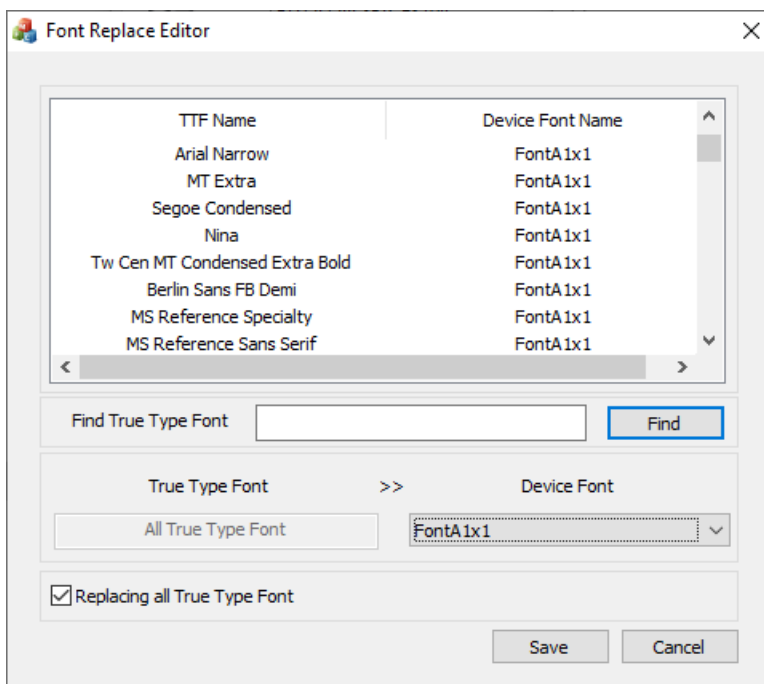 Font Replace Editor
TTF Name Device Font Name
Arial Narrow FontA1x1
MT Extra FontA1x1
Segoe Condensed FontA1x1
Nina FontA1x1
Tw Cen MT Condensed Extra Bold FontA1x1
Berlin Sans FB Demi FontA1x1
MS Reference Specialty FontA1x1
MS Reference Sans Serif FontA1x1
Find True Type Font Find
True Type Font >> Device Font
All True Type Font FontA1x1
Replacing all True Type Font
Save Cancel